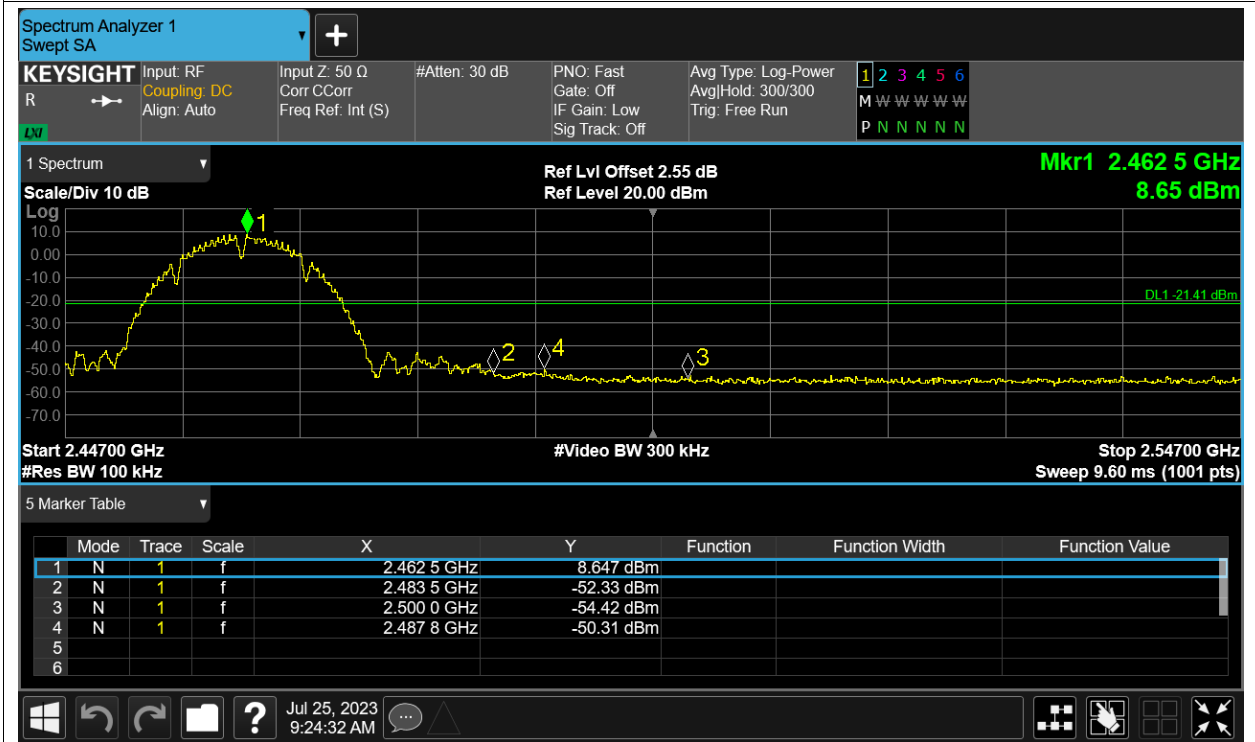 Spectrum Analyzer 1
Swept SA
+
KEYSIGHT Input: RF Input Z: 50 Ω #Atten: 30 dB PNO: Fast Avg Type: Log-Power 1 2 3 4 5 6
R Coupling: DC Corr CCorr Gate: Off Avg|Hold: 300/300 M W W W W W
Align: Auto Freq Ref: Int (S) IF Gain: Low Trig: Free Run
LXI Sig Track: Off P N N N N N
1 Spectrum Ref Lvl Offset 2.55 dB Mkr1 2.462 5 GHz
Scale/Div 10 dB Ref Level 20.00 dBm 8.65 dBm
Log
1
10.0
0.00
-10.0
-20.0 DL1 -21.41 dBm
-30.0
-40.0
2 4 3
-50.0
-60.0
-70.0
Start 2.44700 GHz #Video BW 300 kHz Stop 2.54700 GHz
#Res BW 100 kHz Sweep 9.60 ms (1001 pts)
5 Marker Table
Mode Trace Scale X Y Function Function Width Function Value
1 N 1 f 2.462 5 GHz 8.647 dBm
2 N 1 f 2.483 5 GHz -52.33 dBm
3 N 1 f 2.500 0 GHz -54.42 dBm
4 N 1 f 2.487 8 GHz -50.31 dBm
5
6
? Jul 25, 2023
9:24:32 AM